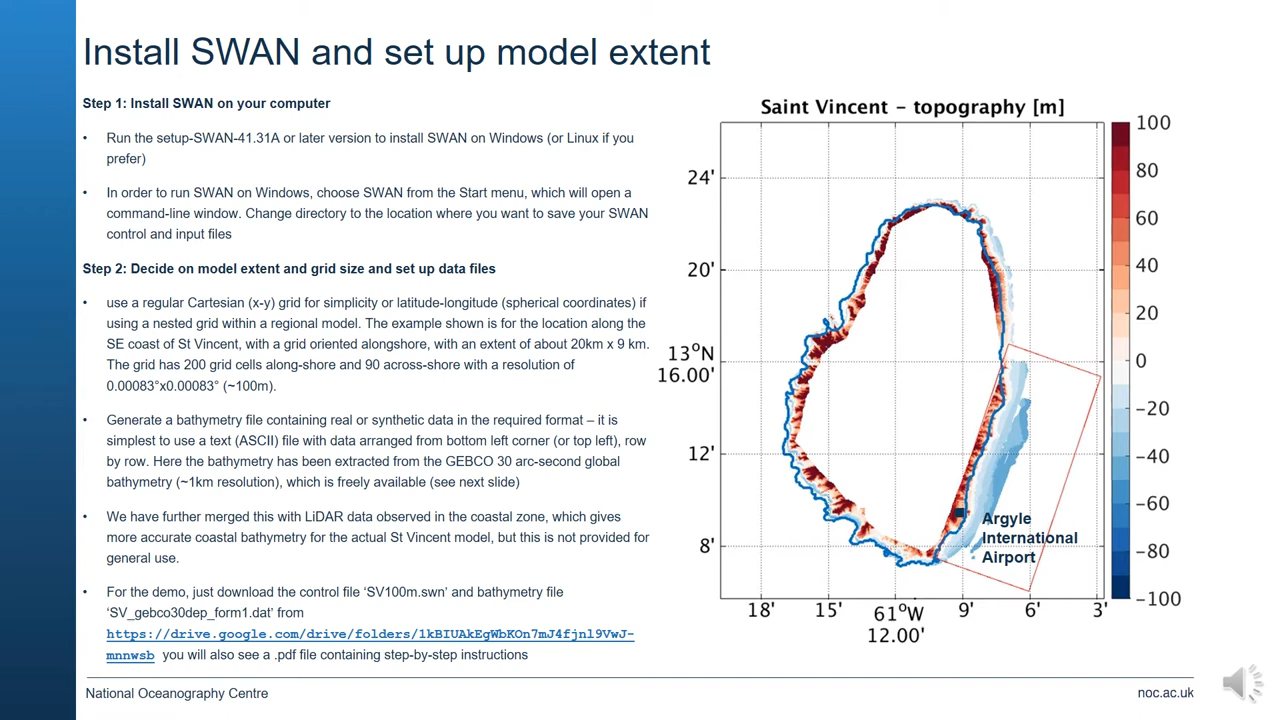 Install SWAN and set up model extent
Step 1: Install SWAN on your computer
• Run the setup-SWAN-41.31A or later version to install SWAN on Windows (or Linux if you
prefer)
• In order to run SWAN on Windows, choose SWAN from the Start menu, which will open a
command-line window. Change directory to the location where you want to save your SWAN
control and input files
Step 2: Decide on model extent and grid size and set up data files
• use a regular Cartesian (x-y) grid for simplicity or latitude-longitude (spherical coordinates) if
using a nested grid within a regional model. The example shown is for the location along the
SE coast of St Vincent, with a grid oriented alongshore, with an extent of about 20km x 9 km.
The grid has 200 grid cells along-shore and 90 across-shore with a resolution of
0.00083°x0.00083° (~100m).
• Generate a bathymetry file containing real or synthetic data in the required format – it is
simplest to use a text (ASCII) file with data arranged from bottom left corner (or top left), row
by row. Here the bathymetry has been extracted from the GEBCO 30 arc-second global
bathymetry (~1km resolution), which is freely available (see next slide)
• We have further merged this with LiDAR data observed in the coastal zone, which gives
more accurate coastal bathymetry for the actual St Vincent model, but this is not provided for
general use.
• For the demo, just download the control file ‘SV100m.swn’ and bathymetry file
‘SV_gebco30dep_form1.dat’ from
https://drive.google.com/drive/folders/1kBIUAkEgWbKOn7mJ4fjnl9VwJ-
mnnwsb you will also see a .pdf file containing step-by-step instructions
Saint Vincent – topography [m]
24'
20'
13°N
16.00'
12'
8'
18'
15'
61°W
12.00'
9'
6'
3'
Argyle
International
Airport
100
80
60
40
20
0
−20
−40
−60
−80
−100
National Oceanography Centre
noc.ac.uk